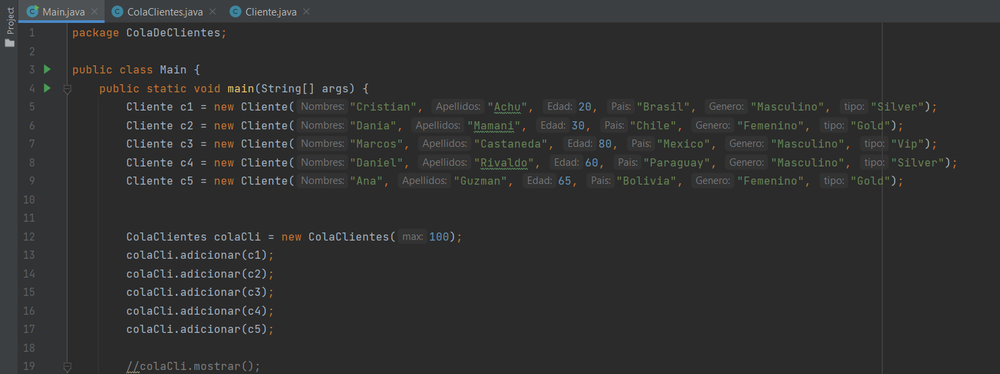 Project
Main.java ColaClientes.java Cliente.java
1 package ColaDeClientes;
2
3 public class Main {
4 public static void main(String[] args) {
5 Cliente c1 = new Cliente( Nombres: "Cristian", Apellidos: "Achu", Edad: 20, Pais: "Brasil", Genero: "Masculino", tipo: "Silver");
6 Cliente c2 = new Cliente( Nombres: "Dania", Apellidos: "Mamani", Edad: 30, Pais: "Chile", Genero: "Femenino", tipo: "Gold");
7 Cliente c3 = new Cliente( Nombres: "Marcos", Apellidos: "Castaneda", Edad: 80, Pais: "Mexico", Genero: "Masculino", tipo: "Vip");
8 Cliente c4 = new Cliente( Nombres: "Daniel", Apellidos: "Rivaldo", Edad: 60, Pais: "Paraguay", Genero: "Masculino", tipo: "Silver");
9 Cliente c5 = new Cliente( Nombres: "Ana", Apellidos: "Guzman", Edad: 65, Pais: "Bolivia", Genero: "Femenino", tipo: "Gold");
10
11
12 ColaClientes colaCli = new ColaClientes( max: 100);
13 colaCli.adicionar(c1);
14 colaCli.adicionar(c2);
15 colaCli.adicionar(c3);
16 colaCli.adicionar(c4);
17 colaCli.adicionar(c5);
18
19 //colaCli.mostrar();